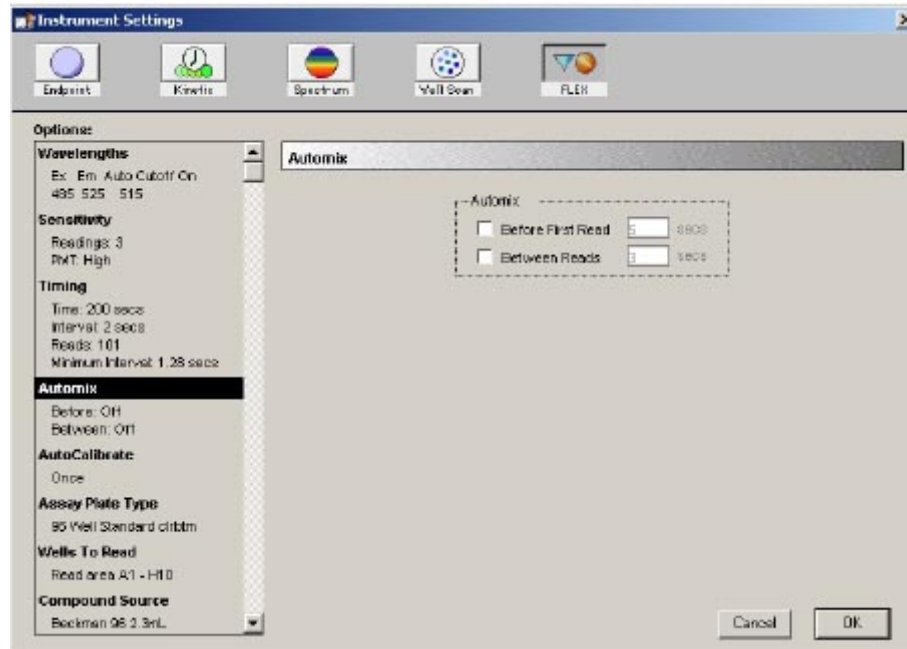 Instrument Settings
Endpoint
Kinetic
Spectrum
Well Scan
FLEX
Options:
Wavelengths
Ex Em Auto Cutoff On
485 525 515
Sensitivity
Readings: 3
PMT: High
Timing
Time: 200 secs
Interval: 2 secs
Reads: 101
Minimum Interval: 1.28 secs
Automix
Before: Off
Between: Off
AutoCalibrate
Once
Assay Plate Type
96 Well Standard clrbtm
Wells To Read
Read area A1 - H10
Compound Source
Beckman 96 2.3mL
Automix
Automix
Before First Read 5 secs
Between Reads 3 secs
Cancel
OK